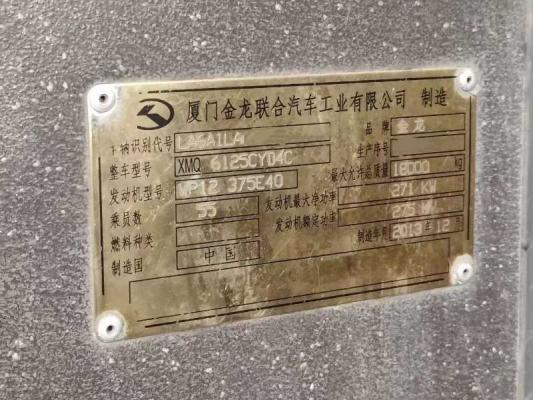 厦门金龙联合汽车工业有限公司 制造
车辆识别代号 LA6A1LA 品牌 金龙
整车型号 XMQ 6125CYD4C 生产序号
发动机型号 WP12 375E40 最大允许总质量 18000 kg
乘员数 55 发动机最大净功率 271 KW
燃料种类 发动机额定功率 275 KW
制造国 中国 制造年月 2013年12月